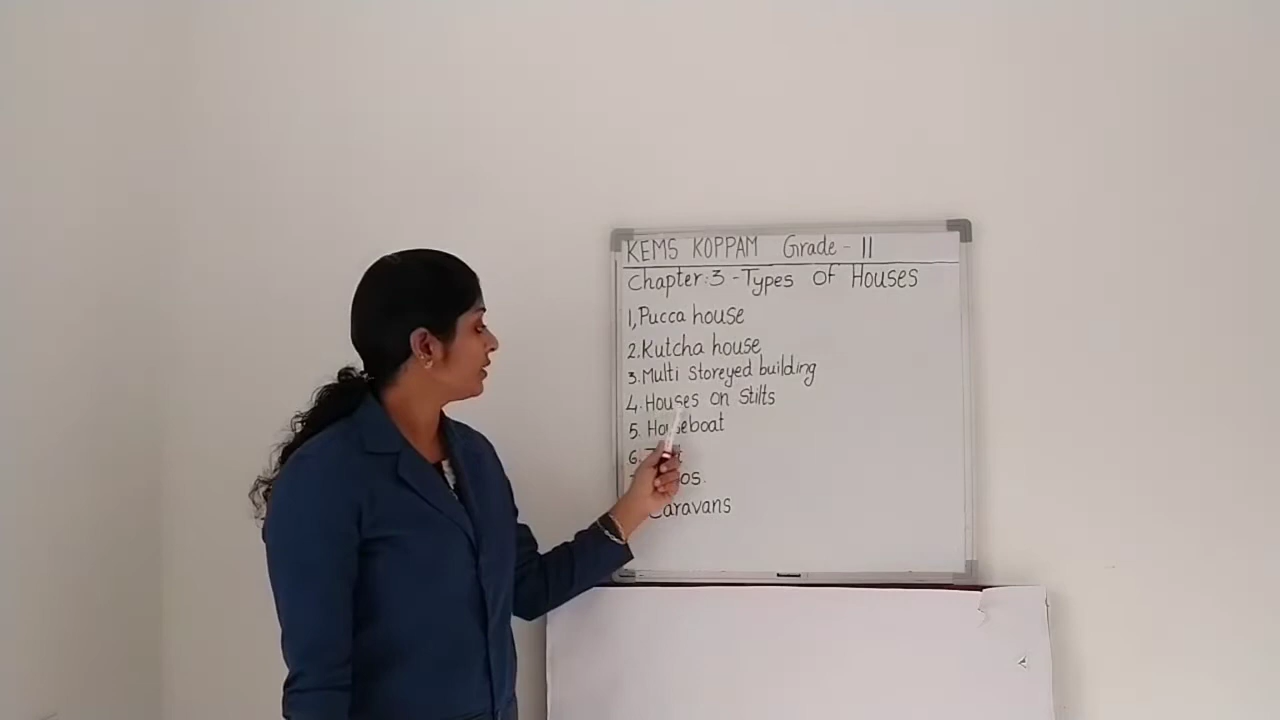 KEMS KOPPAM Grade - II
Chapter:3 - Types of Houses
1, Pucca house
2. Kutcha house
3. Multi storeyed building
4. Houses on stilts
5. Houseboat
6.
Caravans